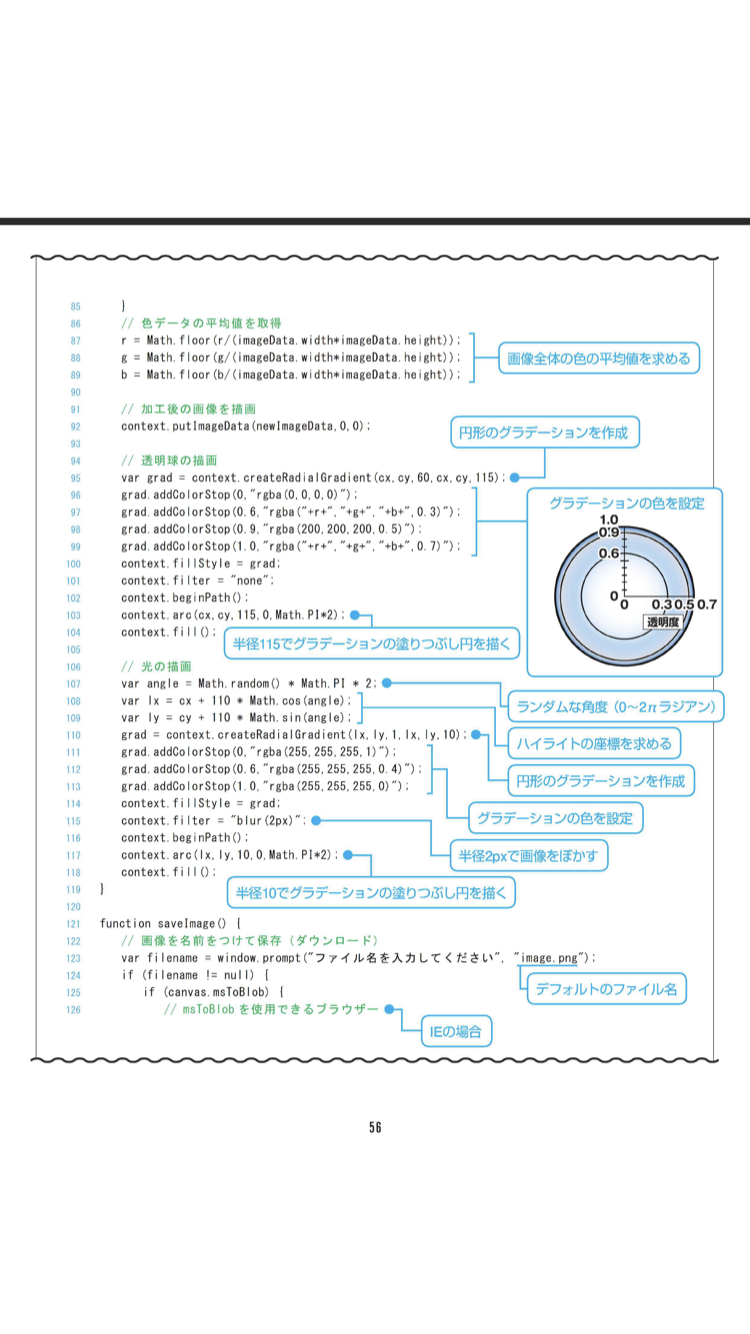 85 }
86 // 色データの平均値を取得
87 r = Math.floor(r/(imageData.width*imageData.height));
88 g = Math.floor(g/(imageData.width*imageData.height));
画像全体の色の平均値を求める
89 b = Math.floor(b/(imageData.width*imageData.height));
90
91 // 加工後の画像を描画
92 context.putImageData(newImageData,0,0);
円形のグラデーションを作成
93
94 // 透明球の描画
95 var grad = context.createRadialGradient(cx,cy,60,cx,cy,115);
96 grad.addColorStop(0,"rgba(0,0,0,0)");
97 grad.addColorStop(0.6,"rgba("+r+","+g+","+b+",0.3)");
98 grad.addColorStop(0.9,"rgba(200,200,200,0.5)");
99 grad.addColorStop(1.0,"rgba("+r+","+g+","+b+",0.7)");
グラデーションの色を設定
1.0
0.9
0.6
0
0 0.3 0.5 0.7
透明度
100 context.fillStyle = grad;
101 context.filter = "none";
102 context.beginPath();
103 context.arc(cx,cy,115,0,Math.PI*2);
104 context.fill();
半径115でグラデーションの塗りつぶし円を描く
105
106 // 光の描画
107 var angle = Math.random() * Math.PI * 2;
ランダムな角度（0〜2πラジアン）
108 var lx = cx + 110 * Math.cos(angle);
109 var ly = cy + 110 * Math.sin(angle);
ハイライトの座標を求める
110 grad = context.createRadialGradient(lx,ly,1,lx,ly,10);
円形のグラデーションを作成
111 grad.addColorStop(0,"rgba(255,255,255,1)");
112 grad.addColorStop(0.6,"rgba(255,255,255,0.4)");
113 grad.addColorStop(1.0,"rgba(255,255,255,0)");
グラデーションの色を設定
114 context.fillStyle = grad;
115 context.filter = "blur(2px)";
半径2pxで画像をぼかす
116 context.beginPath();
117 context.arc(lx,ly,10,0,Math.PI*2);
118 context.fill();
半径10でグラデーションの塗りつぶし円を描く
119 }
120
121 function saveImage() {
122 // 画像を名前をつけて保存（ダウンロード）
123 var filename = window.prompt("ファイル名を入力してください", "image.png");
デフォルトのファイル名
124 if (filename != null) {
125 if (canvas.msToBlob) {
126 // msToBlob を使用できるブラウザー
IEの場合
56